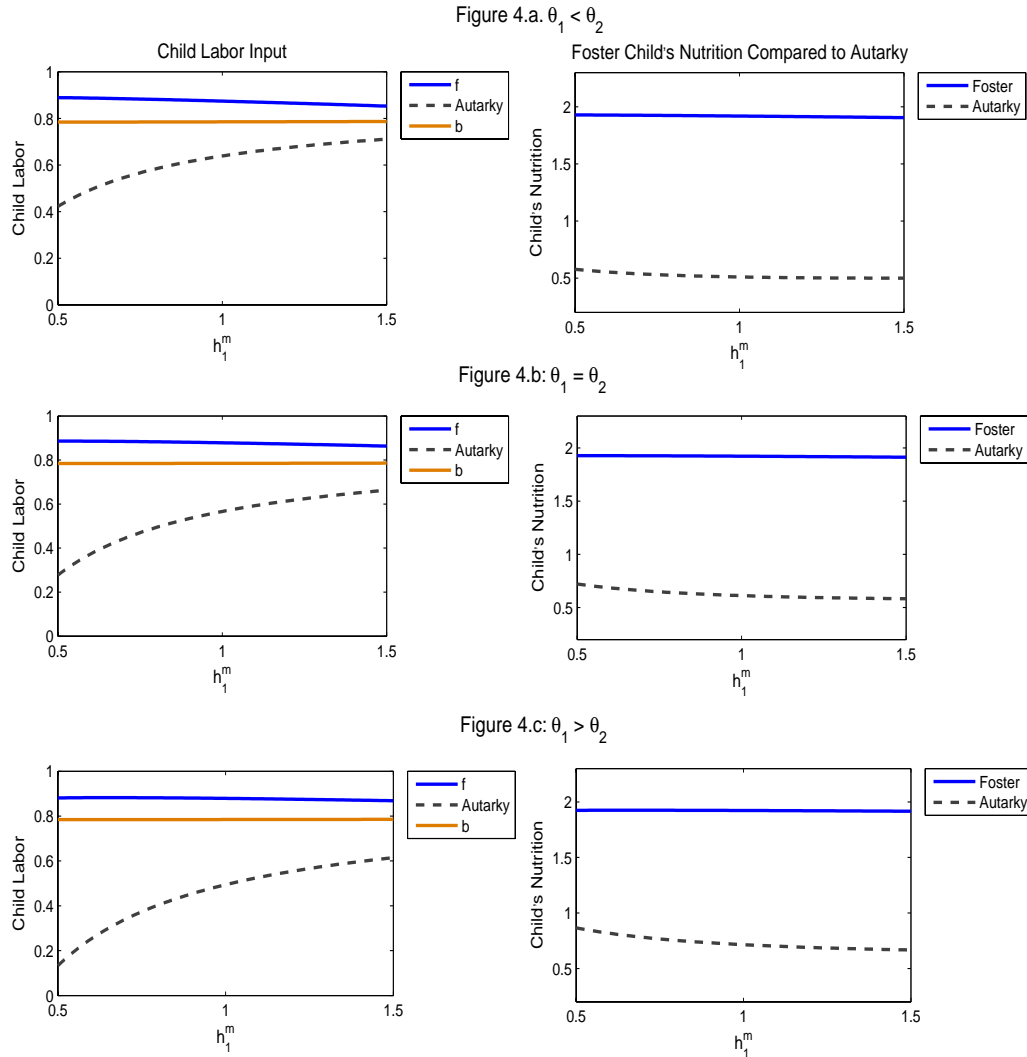 Figure 4.a. θ₁ < θ₂
Child Labor Input
Foster Child's Nutrition Compared to Autarky
1
0.8
0.6
0.4
0.2
0
Child Labor
0.5
1
1.5
h₁ᵐ
f
Autarky
b
2
1.5
1
0.5
Child's Nutrition
0.5
1
1.5
h₁ᵐ
Foster
Autarky
Figure 4.b: θ₁ = θ₂
1
0.8
0.6
0.4
0.2
0
Child Labor
0.5
1
1.5
h₁ᵐ
f
Autarky
b
2
1.5
1
0.5
Child's Nutrition
0.5
1
1.5
h₁ᵐ
Foster
Autarky
Figure 4.c: θ₁ > θ₂
1
0.8
0.6
0.4
0.2
0
Child Labor
0.5
1
1.5
h₁ᵐ
f
Autarky
b
2
1.5
1
0.5
Child's Nutrition
0.5
1
1.5
h₁ᵐ
Foster
Autarky